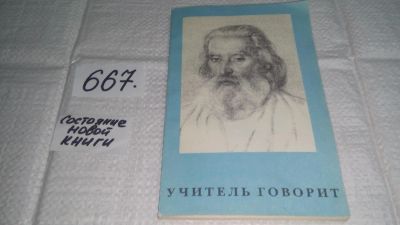 667.
состояние
новой
книги
УЧИТЕЛЬ ГОВОРИТ